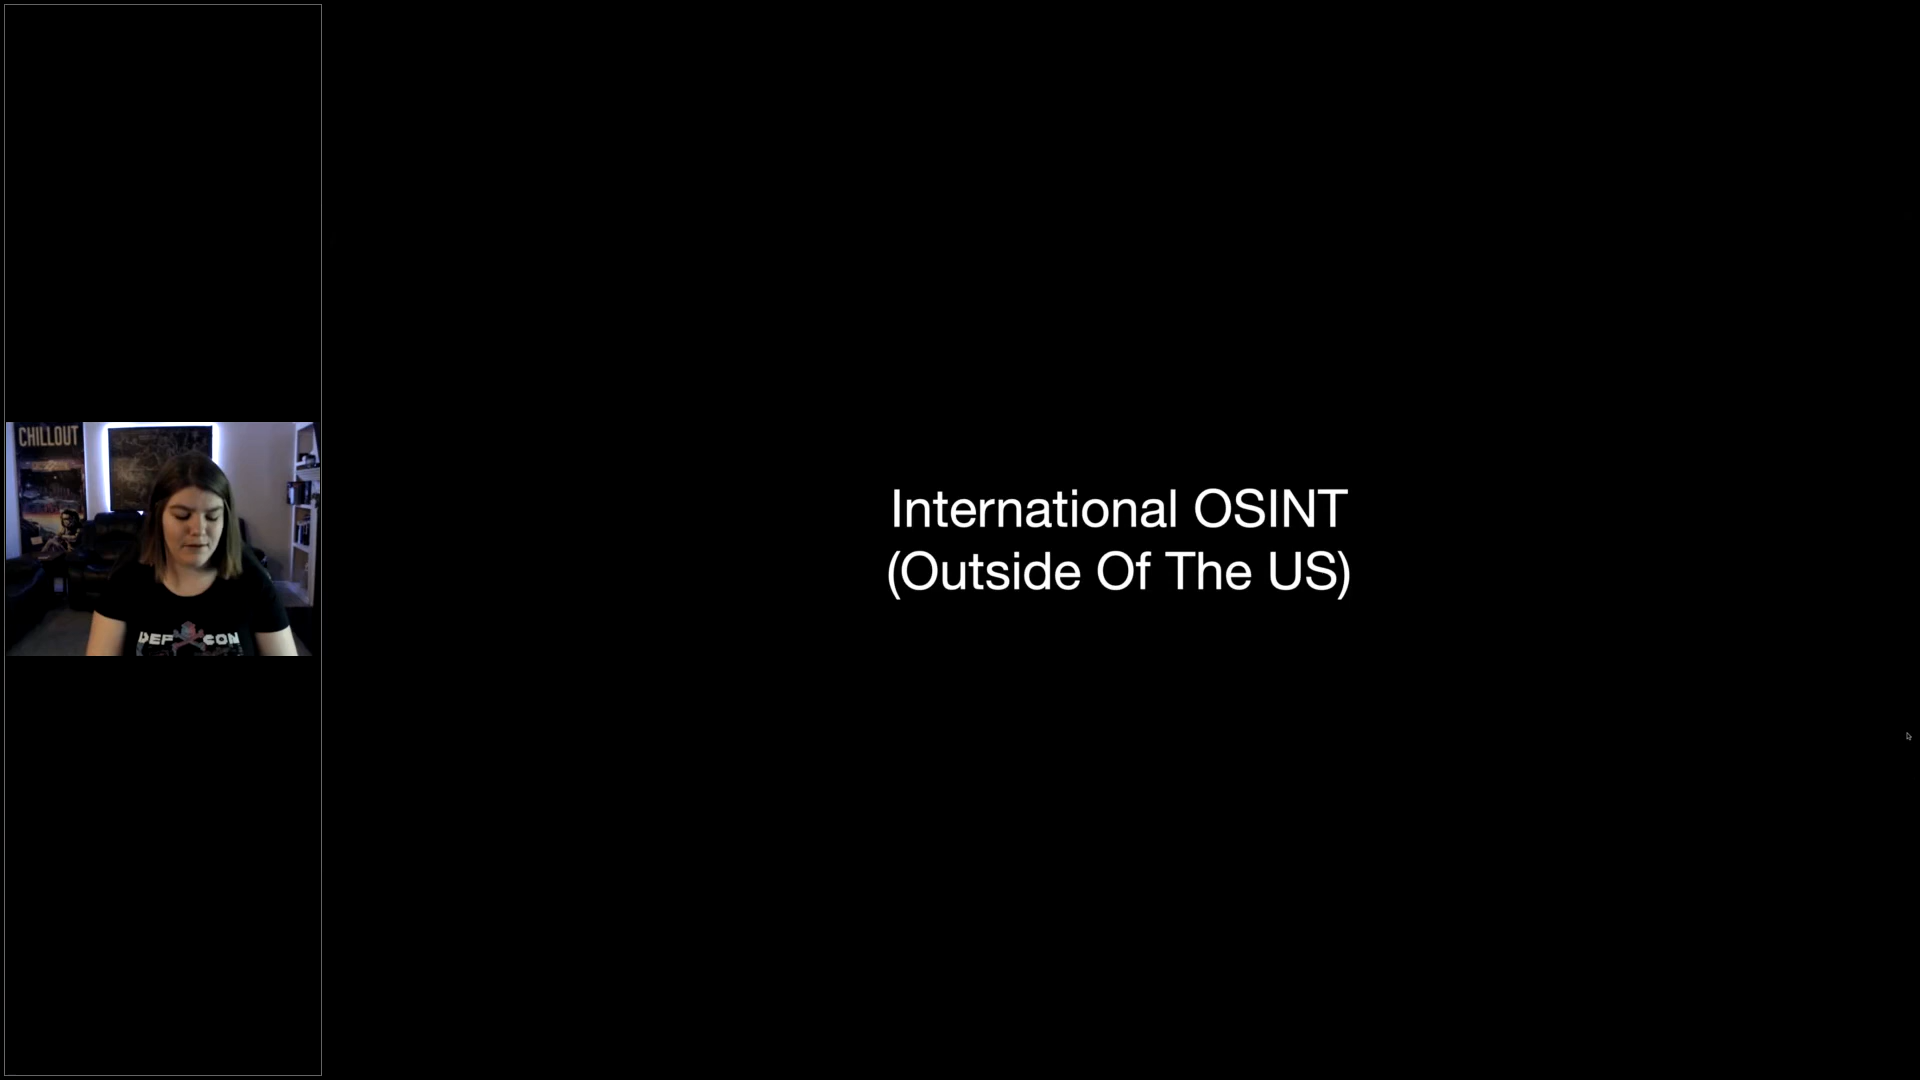 CHILLOUT
DEF CON
International OSINT
(Outside Of The US)